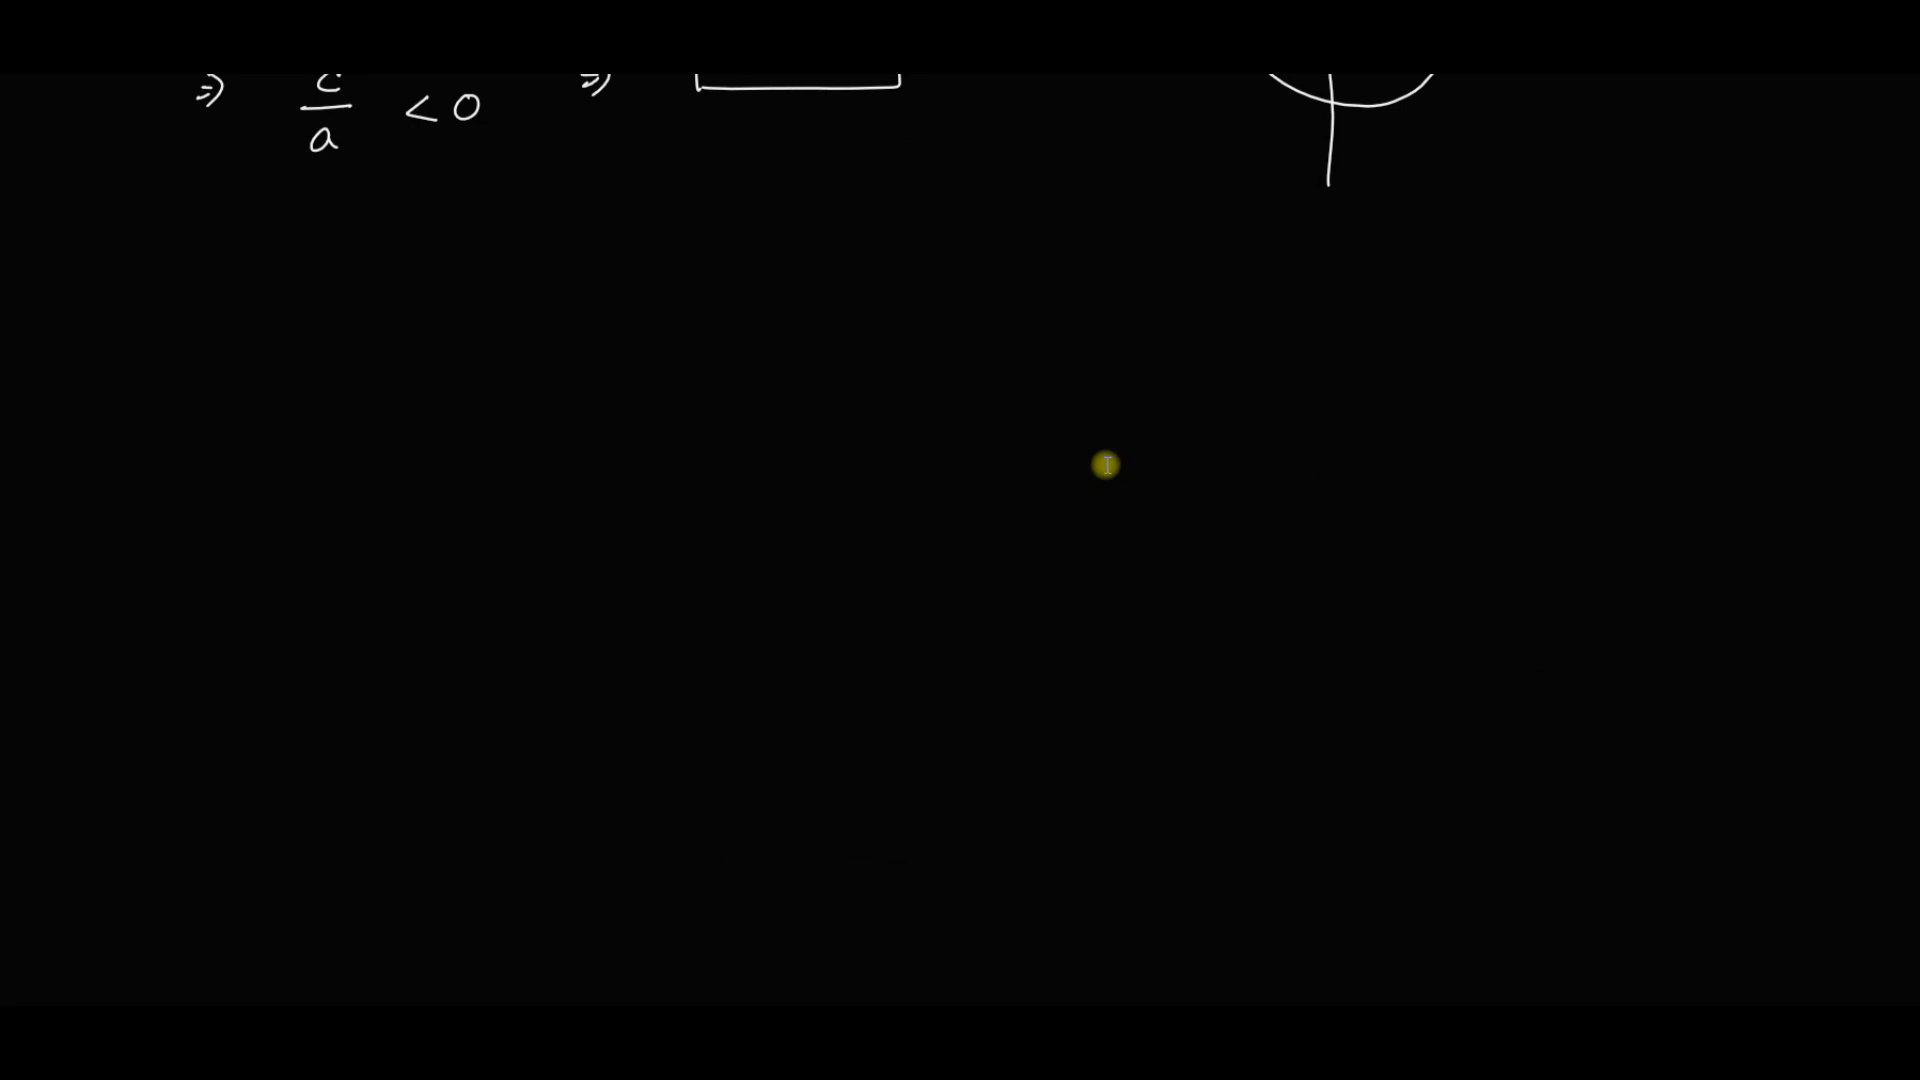 ⇒ c/a < 0 ⇒